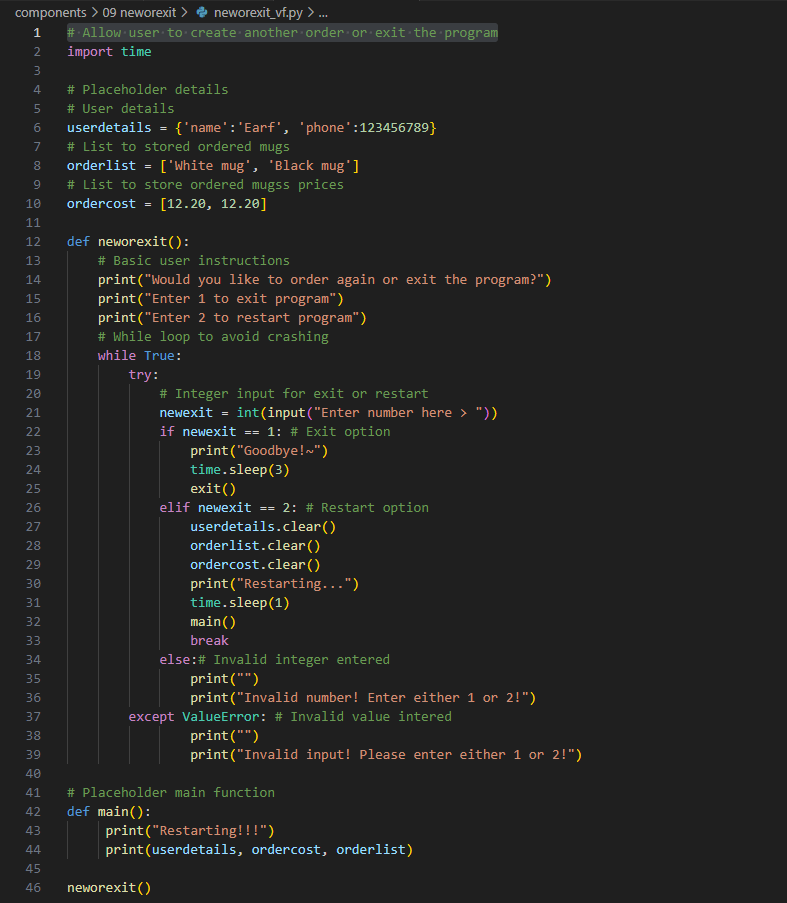 components > 09 neworexit > neworexit_vf.py > ...
1 # Allow user to create another order or exit the program
2 import time
3
4 # Placeholder details
5 # User details
6 userdetails = {'name':'Earf', 'phone':123456789}
7 # List to stored ordered mugs
8 orderlist = ['White mug', 'Black mug']
9 # List to store ordered mugss prices
10 ordercost = [12.20, 12.20]
11
12 def neworexit():
13     # Basic user instructions
14     print("Would you like to order again or exit the program?")
15     print("Enter 1 to exit program")
16     print("Enter 2 to restart program")
17     # While loop to avoid crashing
18     while True:
19         try:
20             # Integer input for exit or restart
21             newexit = int(input("Enter number here > "))
22             if newexit == 1: # Exit option
23                 print("Goodbye!~")
24                 time.sleep(3)
25                 exit()
26             elif newexit == 2: # Restart option
27                 userdetails.clear()
28                 orderlist.clear()
29                 ordercost.clear()
30                 print("Restarting...")
31                 time.sleep(1)
32                 main()
33                 break
34             else:# Invalid integer entered
35                 print("")
36                 print("Invalid number! Enter either 1 or 2!")
37         except ValueError: # Invalid value intered
38                 print("")
39                 print("Invalid input! Please enter either 1 or 2!")
40
41 # Placeholder main function
42 def main():
43      print("Restarting!!!")
44      print(userdetails, ordercost, orderlist)
45
46 neworexit()